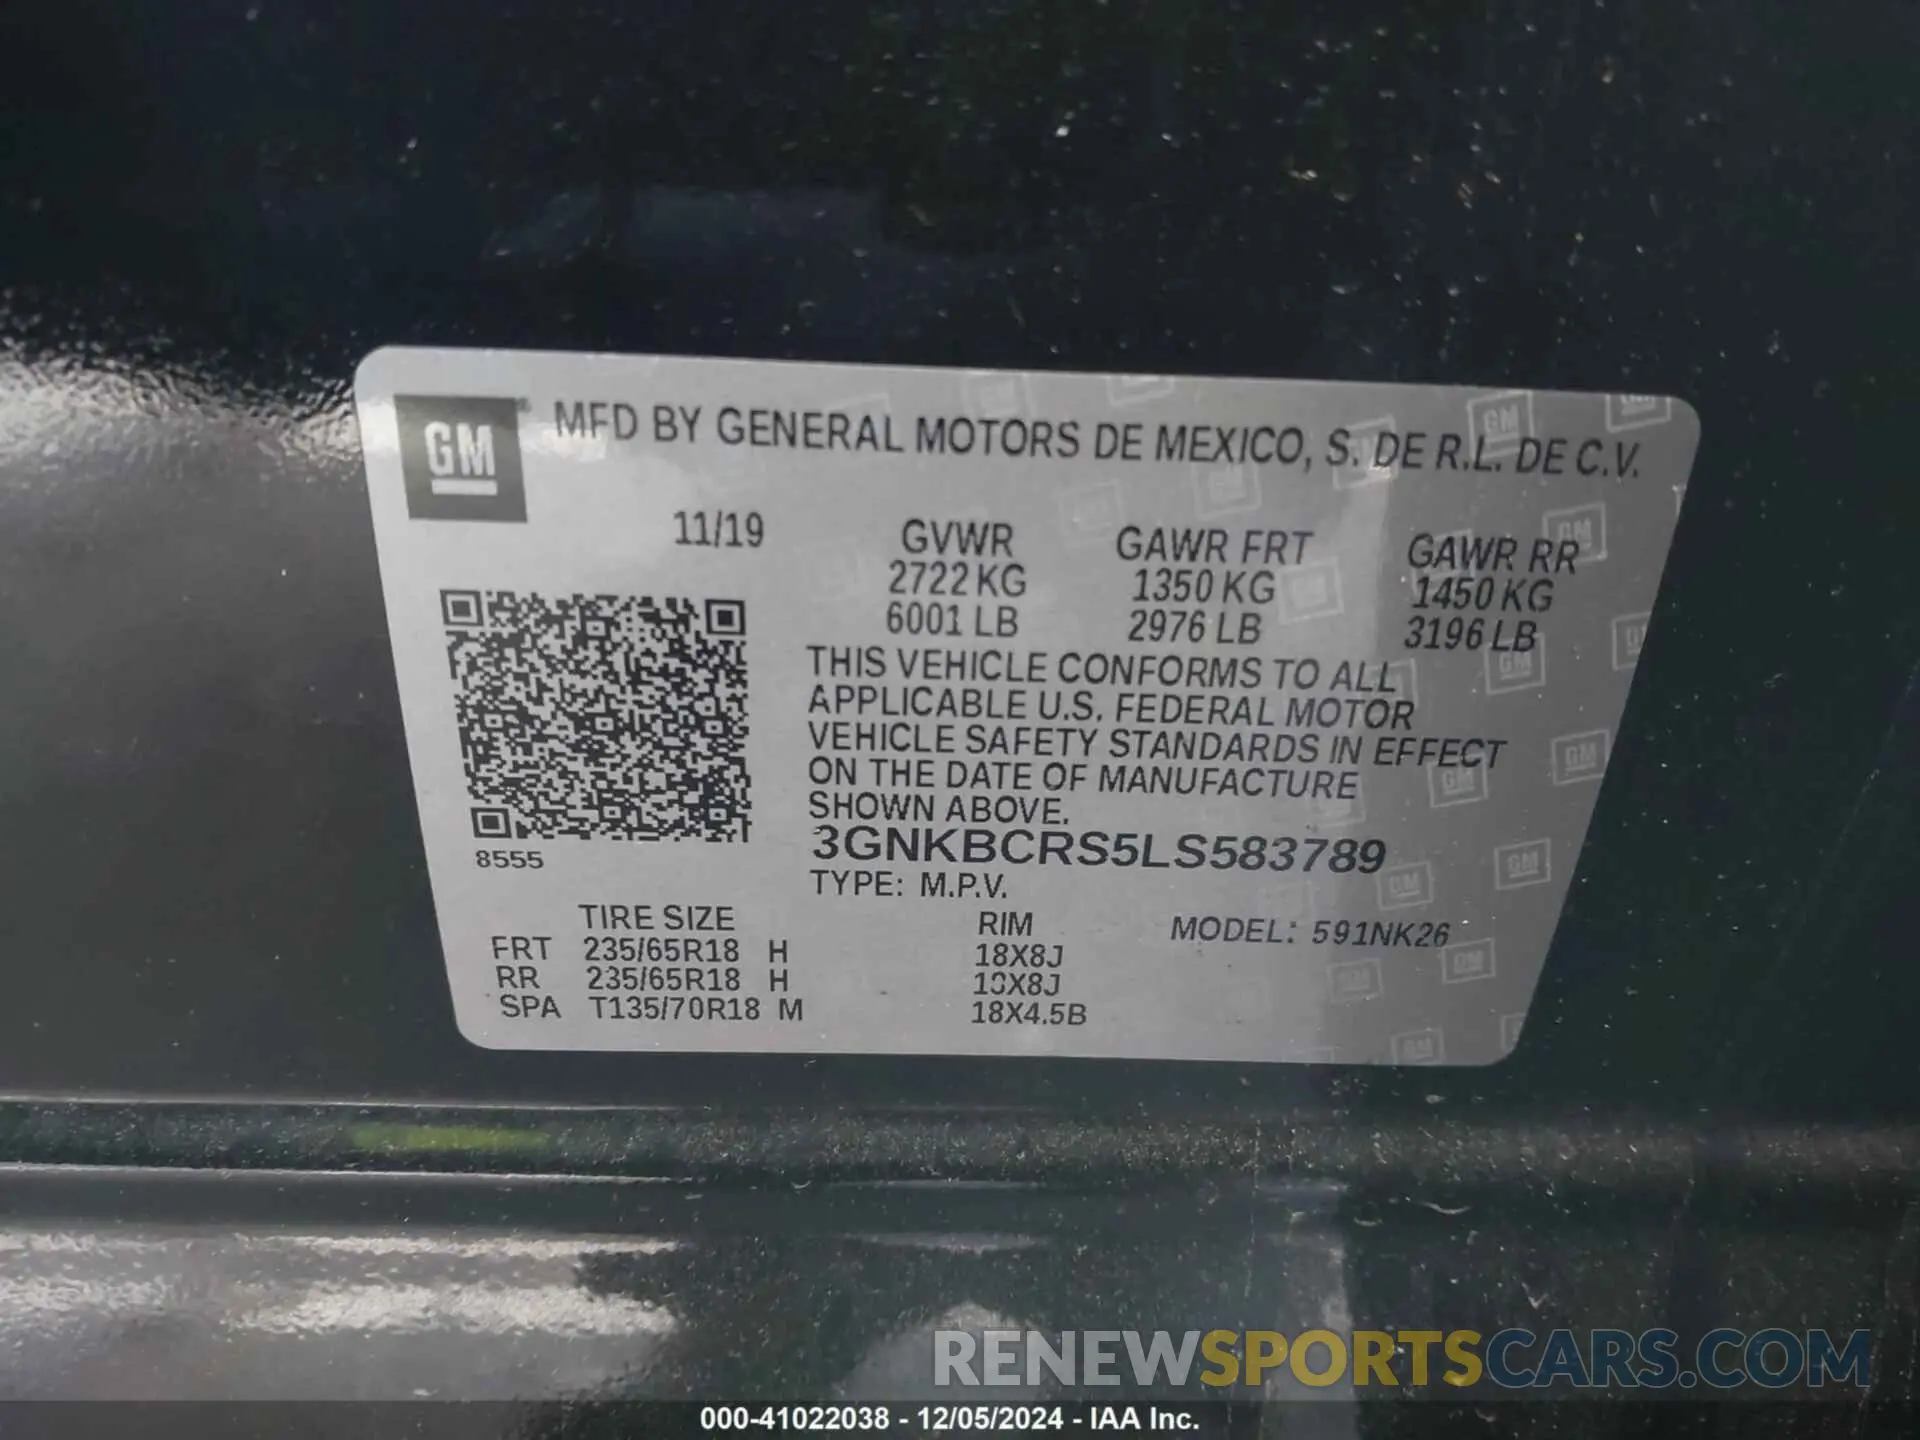 GM® MFD BY GENERAL MOTORS DE MEXICO, S. DE R.L. DE C.V.
11/19 GVWR GAWR FRT GAWR RR
2722 KG 1350 KG 1450 KG
6001 LB 2976 LB 3196 LB
THIS VEHICLE CONFORMS TO ALL
APPLICABLE U.S. FEDERAL MOTOR
VEHICLE SAFETY STANDARDS IN EFFECT
ON THE DATE OF MANUFACTURE
SHOWN ABOVE.
3GNKBCRS5LS583789
8555
TYPE: M.P.V.
TIRE SIZE RIM MODEL: 591NK26
FRT 235/65R18 H 18X8J
RR 235/65R18 H 18X8J
SPA T135/70R18 M 18X4.5B
RENEWSPORTSCARS.COM
000-41022038 - 12/05/2024 - IAA Inc.